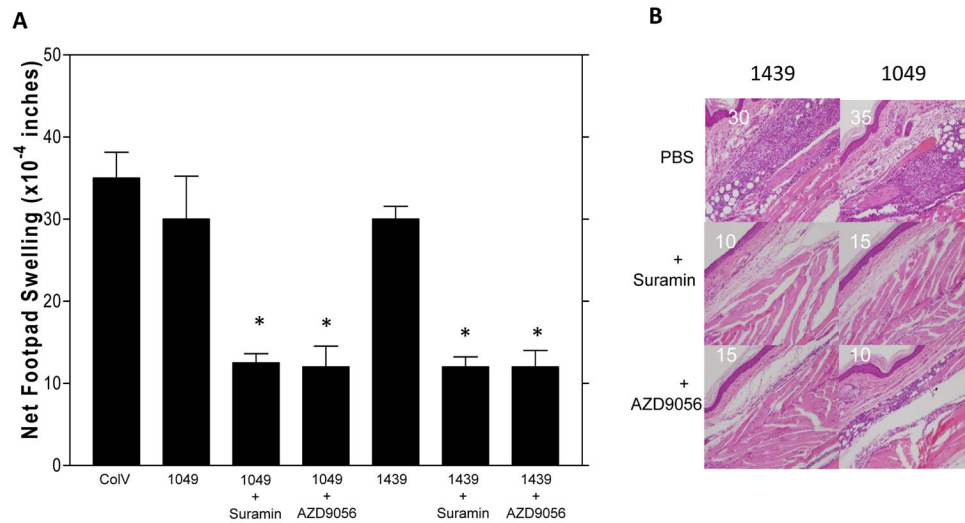 A
Net Footpad Swelling (x10⁻⁴ inches)
50
40
30
20
10
0
ColV
1049
1049
+
Suramin
1049
+
AZD9056
1439
1439
+
Suramin
1439
+
AZD9056
*
*
*
*
B
1439
1049
PBS
30
35
+
Suramin
10
15
+
AZD9056
15
10